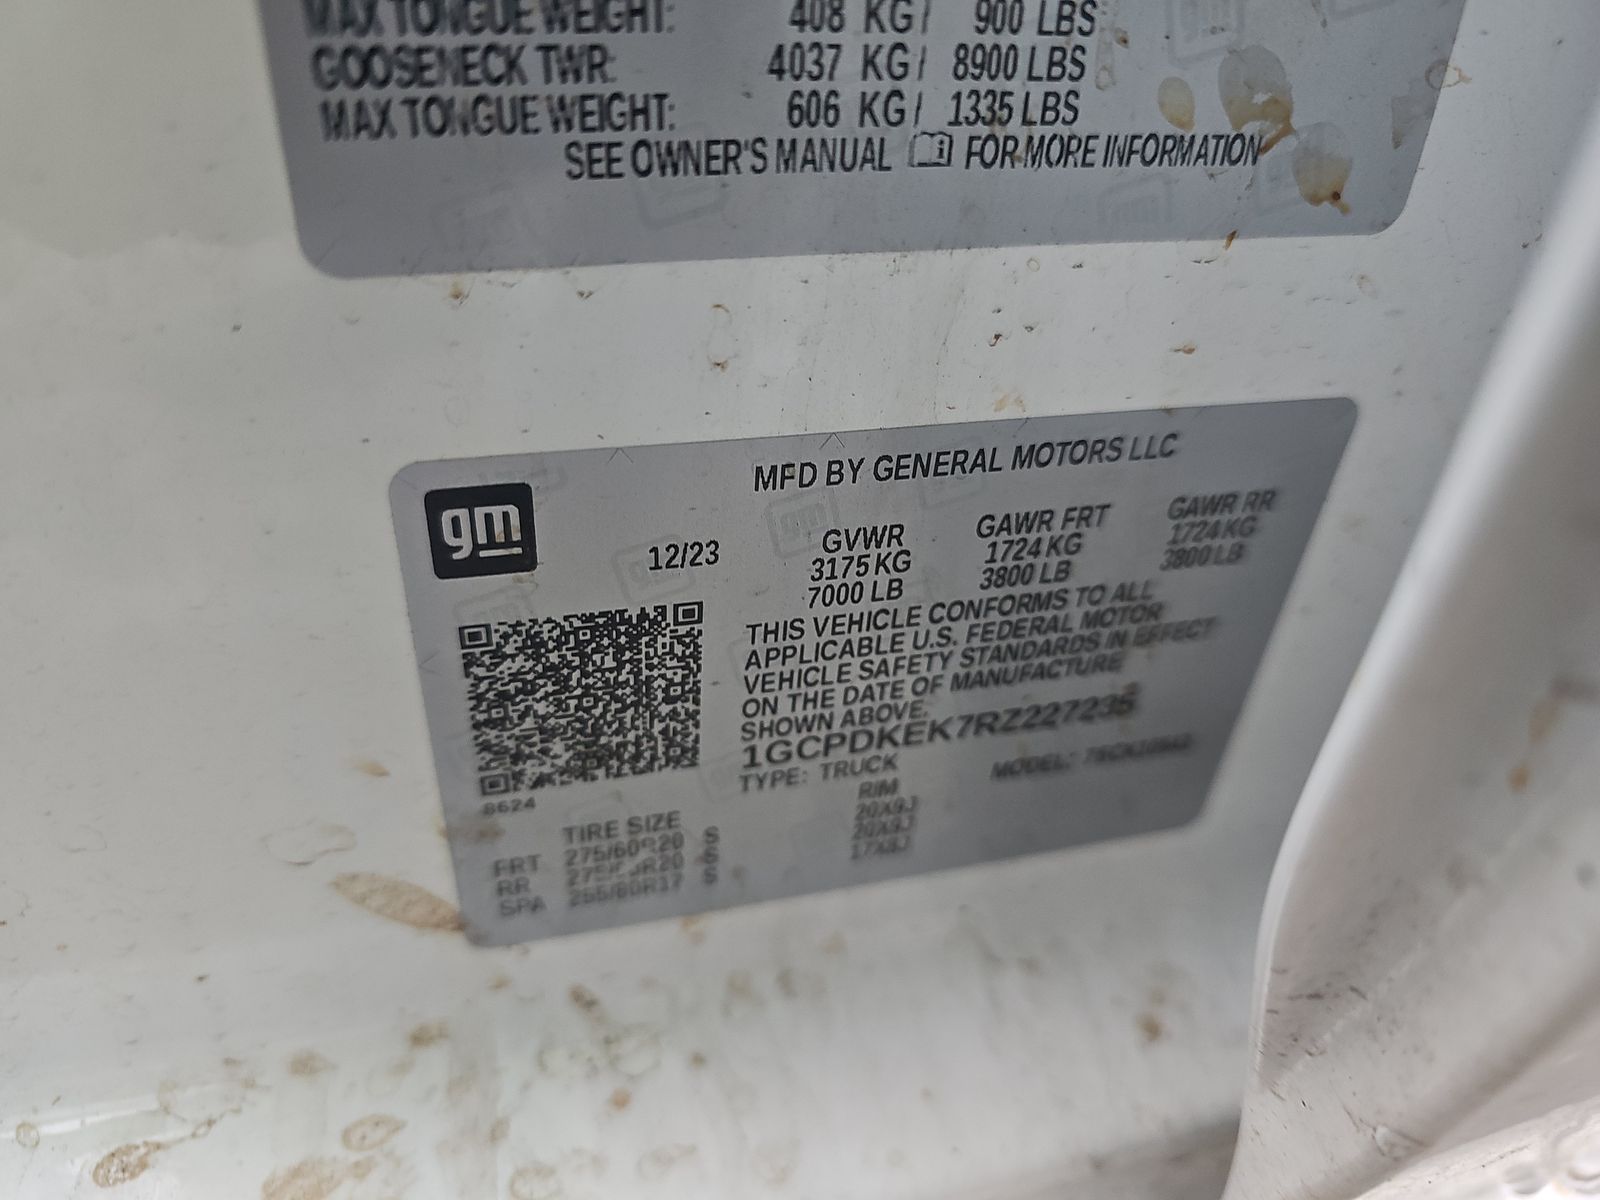 MAX TONGUE WEIGHT: 408 KG / 900 LBS
GOOSENECK TWR: 4037 KG / 8900 LBS
MAX TONGUE WEIGHT: 606 KG / 1335 LBS
SEE OWNER'S MANUAL FOR MORE INFORMATION
MFD BY GENERAL MOTORS LLC
gm
12/23
GVWR GAWR FRT GAWR RR
3175 KG 1724 KG 1724 KG
7000 LB 3800 LB 3800 LB
THIS VEHICLE CONFORMS TO ALL
APPLICABLE U.S. FEDERAL MOTOR
VEHICLE SAFETY STANDARDS IN EFFECT
ON THE DATE OF MANUFACTURE
SHOWN ABOVE.
1GCPDKEK7RZ227235
TYPE: TRUCK MODEL:
8624
TIRE SIZE RIM
FRT 275/60R20 S 20X9J
RR S 20X9J
SPA 255/80R17 S 17X8J